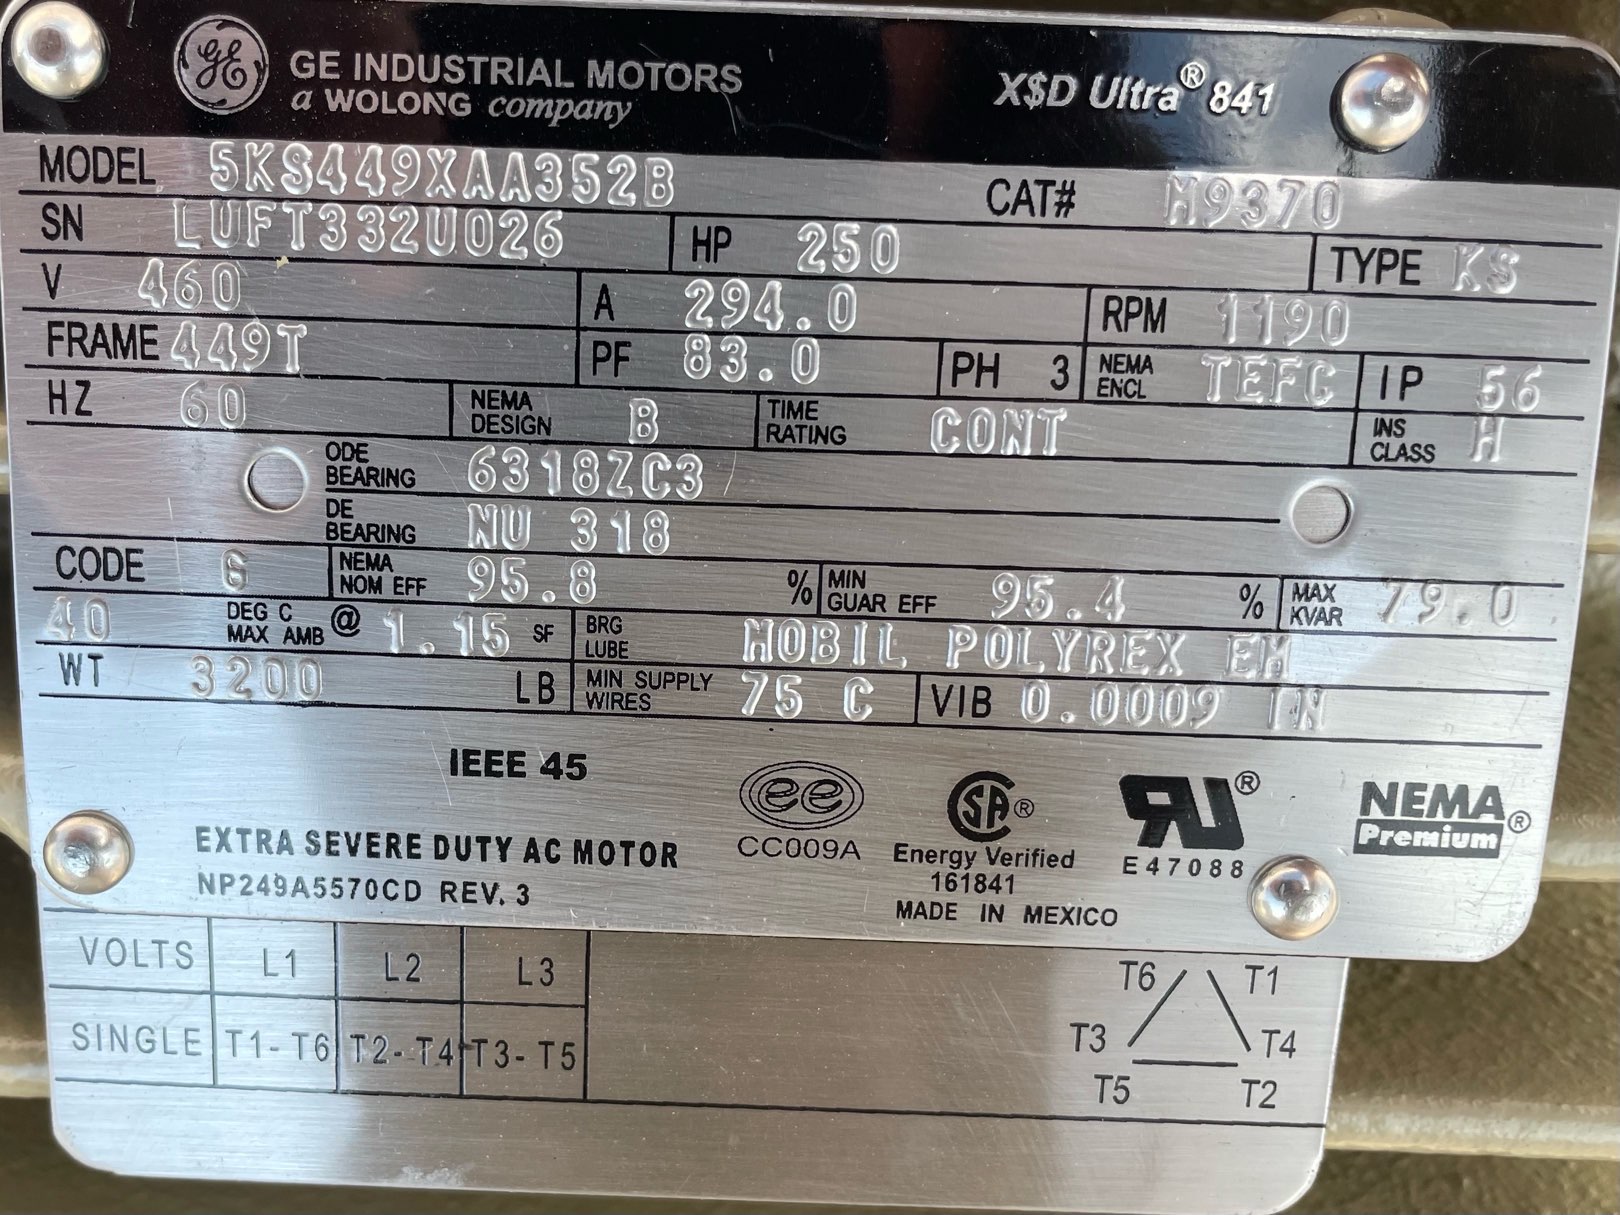 GE GE INDUSTRIAL MOTORS
a WOLONG company
X$D Ultra® 841
MODEL 5KS449XAA352B CAT# M9370
SN LUFT332U026 HP 250 TYPE KS
V 460 A 294.0 RPM 1190
FRAME 449T PF 83.0 PH 3 NEMA ENCL TEFC IP 56
HZ 60 NEMA DESIGN B TIME RATING CONT INS CLASS H
ODE BEARING 6318ZC3
DE BEARING NU 318
CODE G NEMA NOM EFF 95.8 % MIN GUAR EFF 95.4 % MAX KVAR 79.0
40 DEG C MAX AMB @ 1.15 SF BRG LUBE MOBIL POLYREX EM
WT 3200 LB MIN SUPPLY WIRES 75 C VIB 0.0009 IN
IEEE 45
EXTRA SEVERE DUTY AC MOTOR
NP249A5570CD REV. 3
ee
CC009A
SA®
Energy Verified
161841
MADE IN MEXICO
RU®
E47088
NEMA®
Premium
VOLTS L1 L2 L3
SINGLE T1-T6 T2-T4 T3-T5
T6 T1
T3 T4
T5 T2